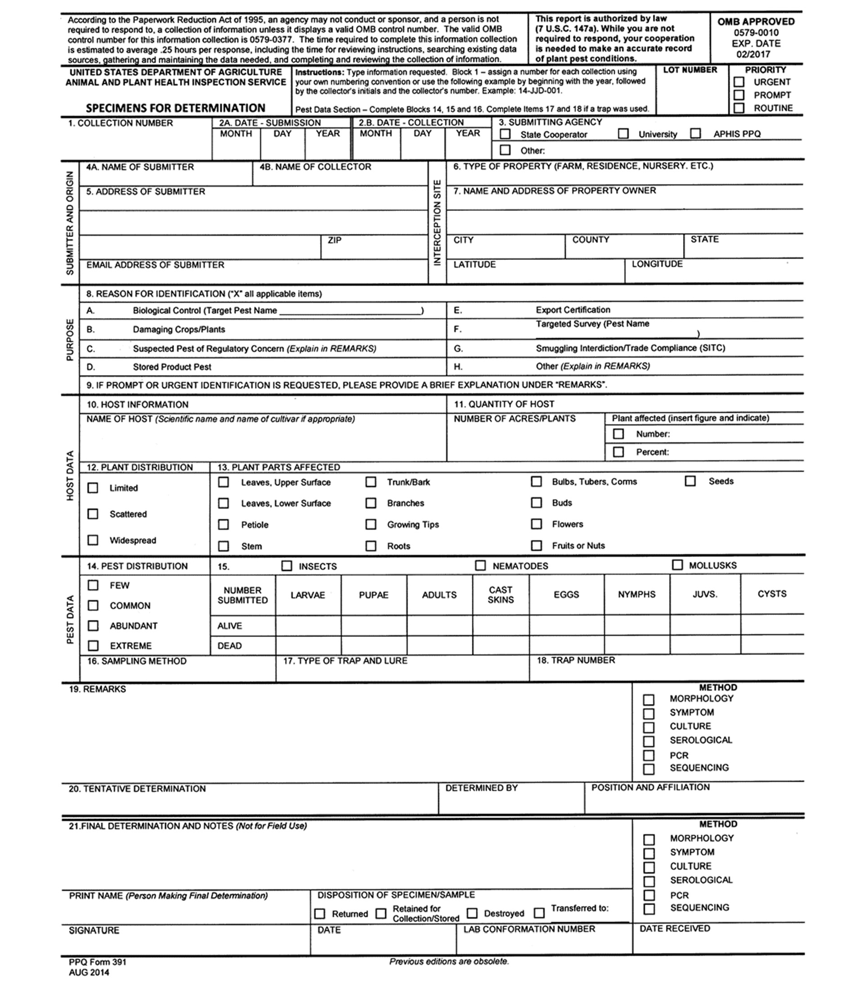 According to the Paperwork Reduction Act of 1995, an agency may not conduct or sponsor, and a person is not
required to respond to, a collection of information unless it displays a valid OMB control number. The valid OMB
control number for this information collection is 0579-0377. The time required to complete this information collection
is estimated to average .25 hours per response, including the time for reviewing instructions, searching existing data
sources, gathering and maintaining the data needed, and completing and reviewing the collection of information.
This report is authorized by law
(7 U.S.C. 147a). While you are not
required to respond, your cooperation
is needed to make an accurate record
of plant pest conditions.
OMB APPROVED
0579-0010
EXP. DATE
02/2017
UNITED STATES DEPARTMENT OF AGRICULTURE
ANIMAL AND PLANT HEALTH INSPECTION SERVICE
SPECIMENS FOR DETERMINATION
Instructions: Type information requested. Block 1 – assign a number for each collection using
your own numbering convention or use the following example by beginning with the year, followed
by the collector's initials and the collector's number. Example: 14-JJD-001.
Pest Data Section – Complete Blocks 14, 15 and 16. Complete Items 17 and 18 if a trap was used.
LOT NUMBER
PRIORITY
URGENT
PROMPT
ROUTINE
1. COLLECTION NUMBER
2A. DATE - SUBMISSION
MONTH DAY YEAR
2.B. DATE - COLLECTION
MONTH DAY YEAR
3. SUBMITTING AGENCY
State Cooperator University APHIS PPQ
Other:
SUBMITTER AND ORIGIN
4A. NAME OF SUBMITTER
4B. NAME OF COLLECTOR
5. ADDRESS OF SUBMITTER
ZIP
EMAIL ADDRESS OF SUBMITTER
INTERCEPTION SITE
6. TYPE OF PROPERTY (FARM, RESIDENCE, NURSERY. ETC.)
7. NAME AND ADDRESS OF PROPERTY OWNER
CITY COUNTY STATE
LATITUDE LONGITUDE
PURPOSE
8. REASON FOR IDENTIFICATION ("X" all applicable items)
A. Biological Control (Target Pest Name ____________________)
E. Export Certification
B. Damaging Crops/Plants
F. Targeted Survey (Pest Name
____________________)
C. Suspected Pest of Regulatory Concern (Explain in REMARKS)
G. Smuggling Interdiction/Trade Compliance (SITC)
D. Stored Product Pest
H. Other (Explain in REMARKS)
9. IF PROMPT OR URGENT IDENTIFICATION IS REQUESTED, PLEASE PROVIDE A BRIEF EXPLANATION UNDER "REMARKS".
HOST DATA
10. HOST INFORMATION
NAME OF HOST (Scientific name and name of cultivar if appropriate)
11. QUANTITY OF HOST
NUMBER OF ACRES/PLANTS
Plant affected (insert figure and indicate)
Number:
Percent:
12. PLANT DISTRIBUTION
Limited
Scattered
Widespread
13. PLANT PARTS AFFECTED
Leaves, Upper Surface Trunk/Bark Bulbs, Tubers, Corms Seeds
Leaves, Lower Surface Branches Buds
Petiole Growing Tips Flowers
Stem Roots Fruits or Nuts
PEST DATA
14. PEST DISTRIBUTION
FEW
COMMON
ABUNDANT
EXTREME
15. INSECTS NEMATODES MOLLUSKS
NUMBER
SUBMITTED
LARVAE PUPAE ADULTS
CAST
SKINS
EGGS NYMPHS JUVS. CYSTS
ALIVE
DEAD
16. SAMPLING METHOD
17. TYPE OF TRAP AND LURE
18. TRAP NUMBER
19. REMARKS
METHOD
MORPHOLOGY
SYMPTOM
CULTURE
SEROLOGICAL
PCR
SEQUENCING
20. TENTATIVE DETERMINATION
DETERMINED BY
POSITION AND AFFILIATION
21.FINAL DETERMINATION AND NOTES (Not for Field Use)
METHOD
MORPHOLOGY
SYMPTOM
CULTURE
SEROLOGICAL
PCR
SEQUENCING
PRINT NAME (Person Making Final Determination)
DISPOSITION OF SPECIMEN/SAMPLE
Returned
Retained for
Collection/Stored
Destroyed
Transferred to:
SIGNATURE
DATE
LAB CONFORMATION NUMBER
DATE RECEIVED
PPQ Form 391
AUG 2014
Previous editions are obsolete.